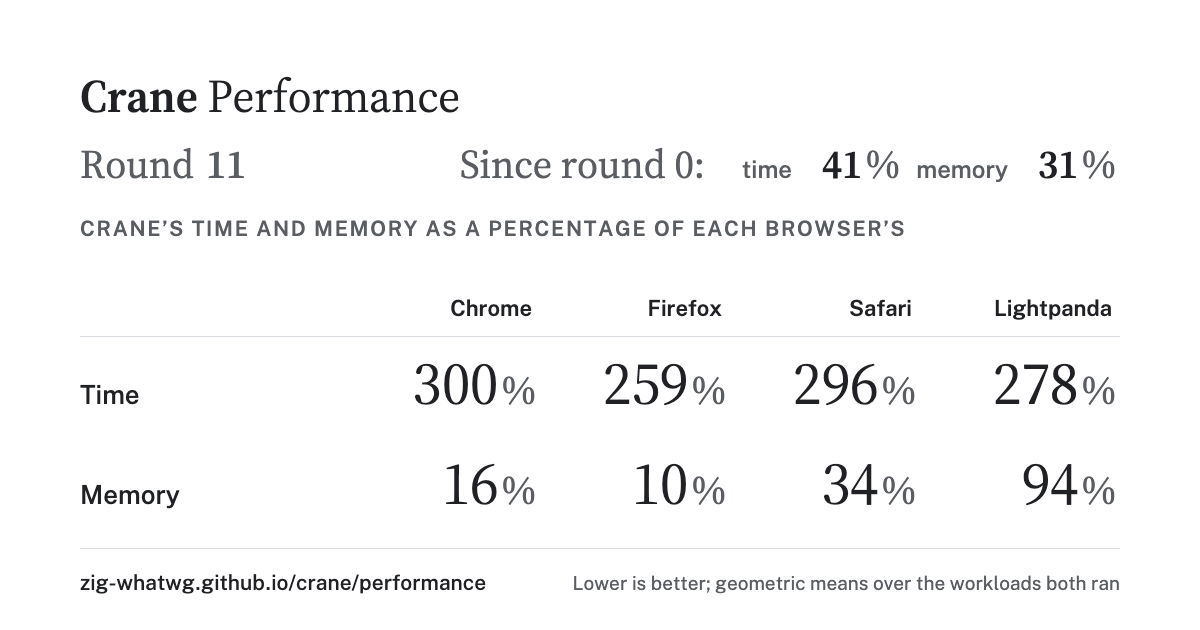 Crane Performance
Round 11 Since round 0: time 41% memory 31%
CRANE’S TIME AND MEMORY AS A PERCENTAGE OF EACH BROWSER’S
Chrome Firefox Safari Lightpanda
Time 300% 259% 296% 278%
Memory 16% 10% 34% 94%
zig-whatwg.github.io/crane/performance Lower is better; geometric means over the workloads both ran